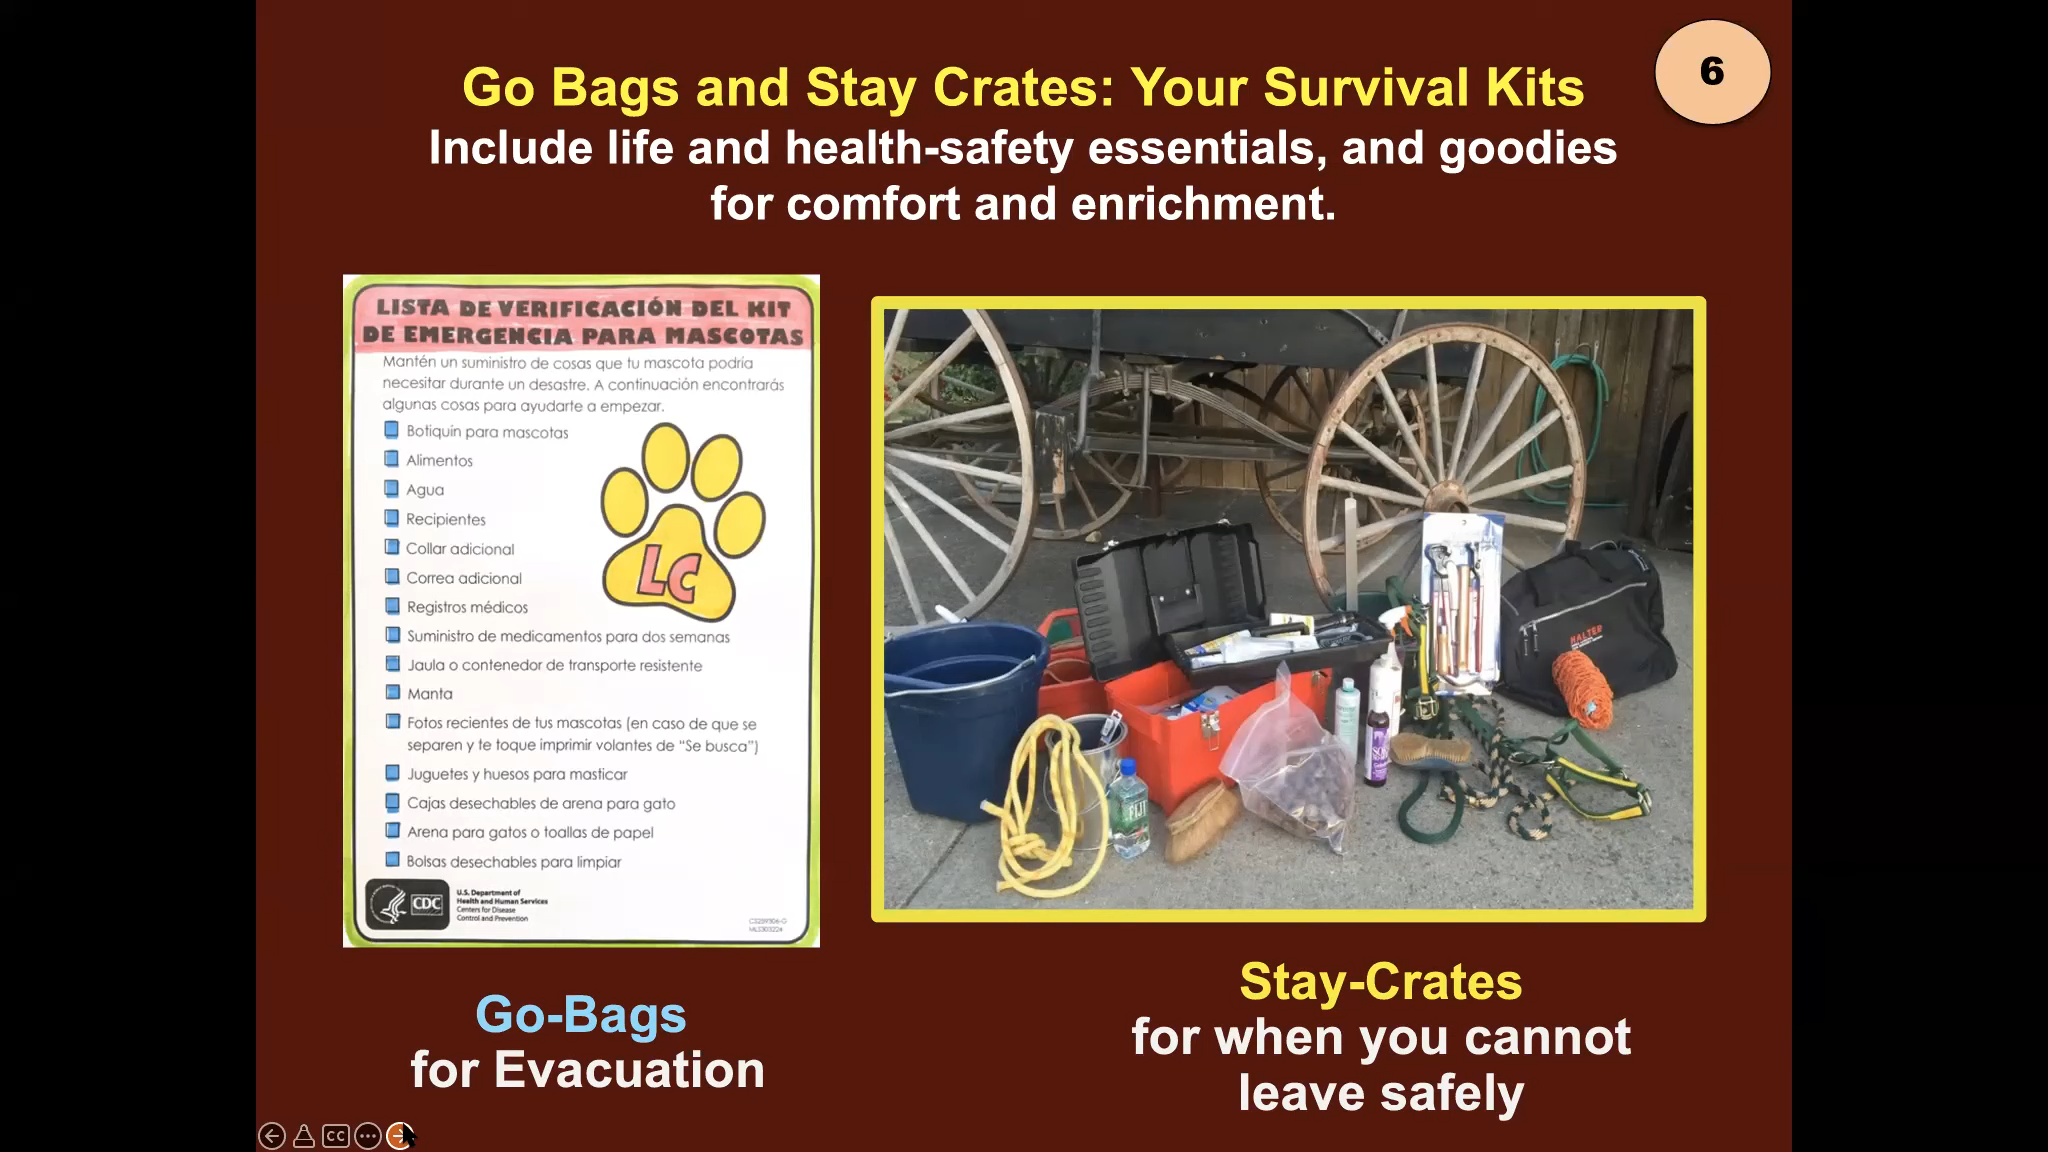 Go Bags and Stay Crates: Your Survival Kits
6
Include life and health-safety essentials, and goodies
for comfort and enrichment.
LISTA DE VERIFICACIÓN DEL KIT
DE EMERGENCIA PARA MASCOTAS
Mantén un suministro de cosas que tu mascota podría
necesitar durante un desastre. A continuación encontrarás
algunas cosas para ayudarte a empezar.
Botiquín para mascotas
Alimentos
Agua
Recipientes
Collar adicional
Correa adicional
Registros médicos
Suministro de medicamentos para dos semanas
Jaula o contenedor de transporte resistente
Manta
Fotos recientes de tus mascotas (en caso de que se
separen y te toque imprimir volantes de “Se busca”)
Juguetes y huesos para masticar
Cajas desechables de arena para gato
Arena para gatos o toallas de papel
Bolsas desechables para limpiar
LC
CDC
U.S. Department of
Health and Human Services
Centers for Disease
Control and Prevention
HALTER
FIJI
Go-Bags
for Evacuation
Stay-Crates
for when you cannot
leave safely
CC